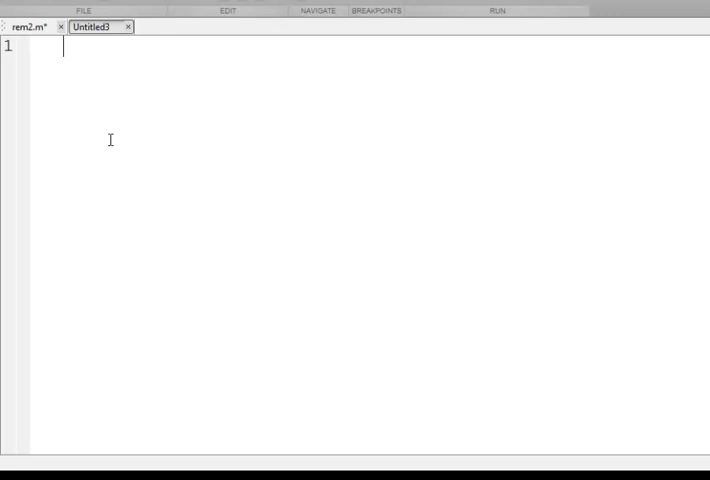 FILE EDIT NAVIGATE BREAKPOINTS RUN
rem2.m* × Untitled3 ×
1